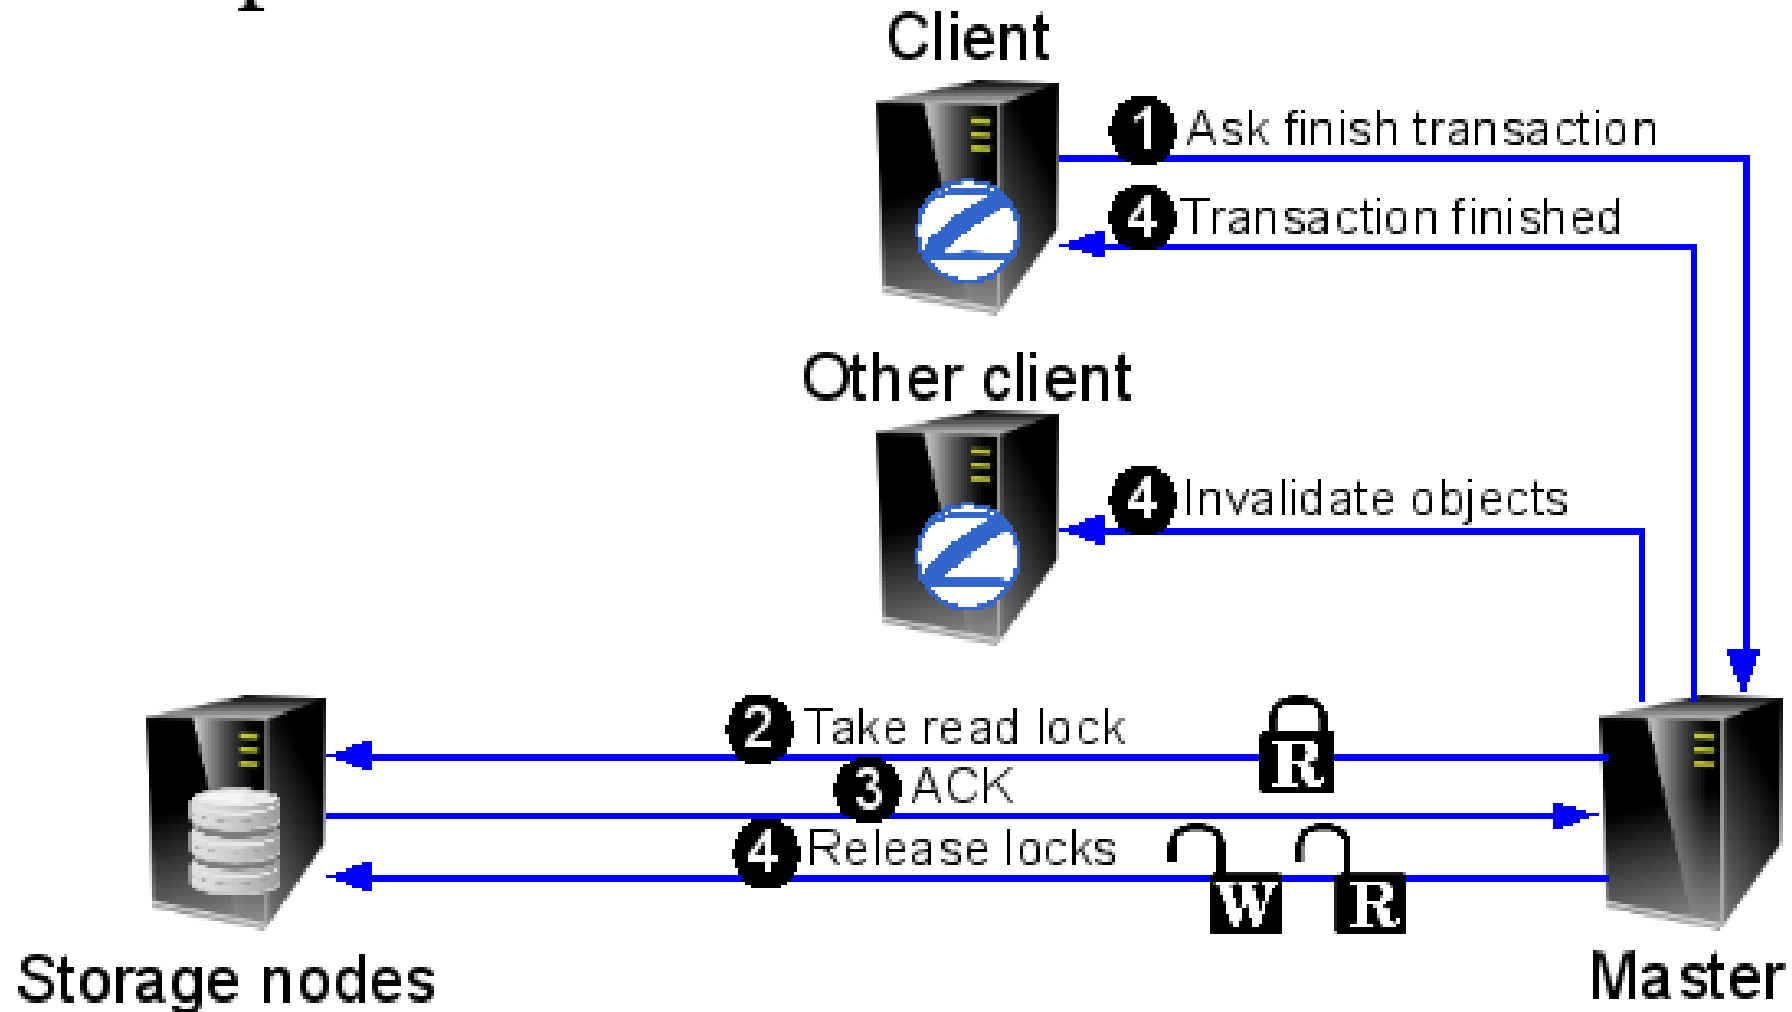 Client
1 Ask finish transaction
4 Transaction finished
Other client
4 Invalidate objects
2 Take read lock
R
3 ACK
4 Release locks
W R
Storage nodes
Master